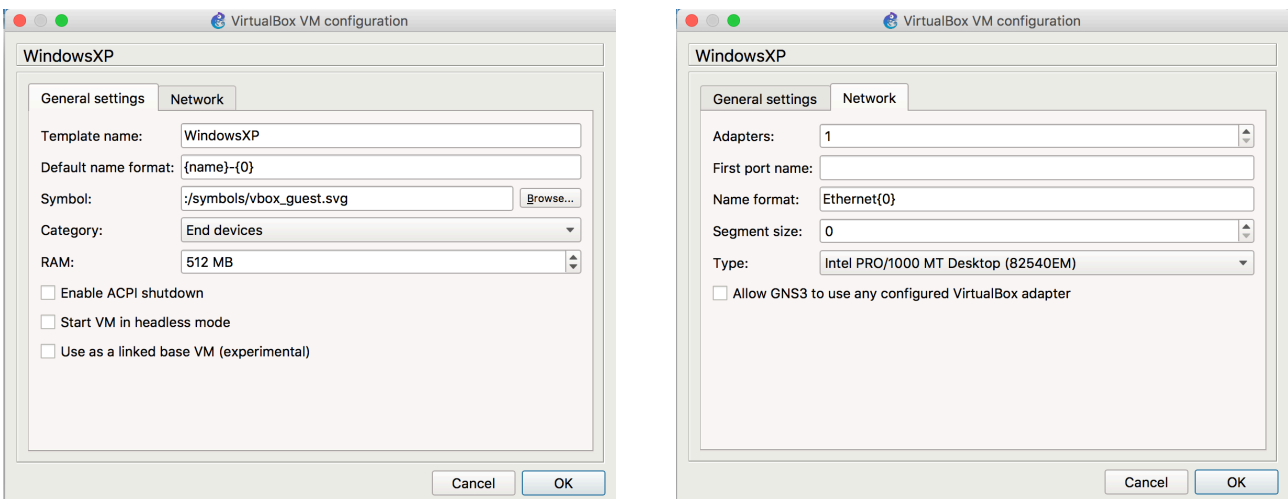 VirtualBox VM configuration
WindowsXP
General settings
Network
Template name:
WindowsXP
Default name format:
{name}-{0}
Symbol:
:/symbols/vbox_guest.svg
Browse...
Category:
End devices
RAM:
512 MB
Enable ACPI shutdown
Start VM in headless mode
Use as a linked base VM (experimental)
Cancel
OK
VirtualBox VM configuration
WindowsXP
General settings
Network
Adapters:
1
First port name:
Name format:
Ethernet{0}
Segment size:
0
Type:
Intel PRO/1000 MT Desktop (82540EM)
Allow GNS3 to use any configured VirtualBox adapter
Cancel
OK